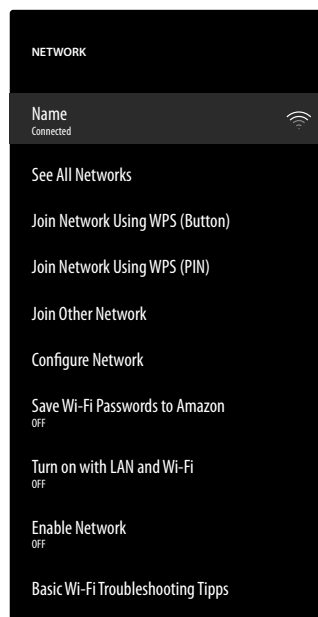 NETWORK
Name
Connected
See All Networks
Join Network Using WPS (Button)
Join Network Using WPS (PIN)
Join Other Network
Configure Network
Save Wi-Fi Passwords to Amazon
OFF
Turn on with LAN and Wi-Fi
OFF
Enable Network
OFF
Basic Wi-Fi Troubleshooting Tipps